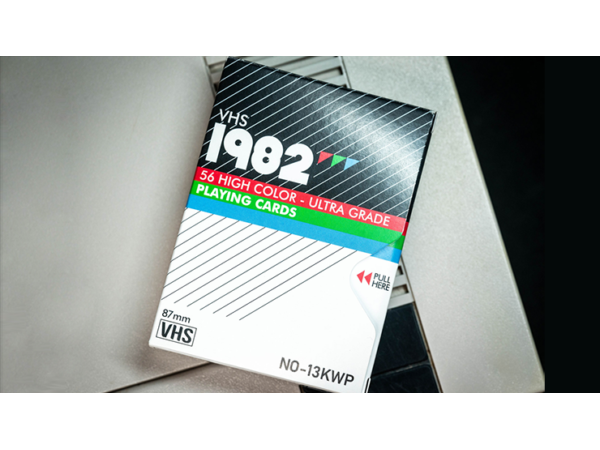 VHS
1982
56 HIGH COLOR - ULTRA GRADE
PLAYING CARDS
PULL
HERE
87mm
VHS
NO-13KWP